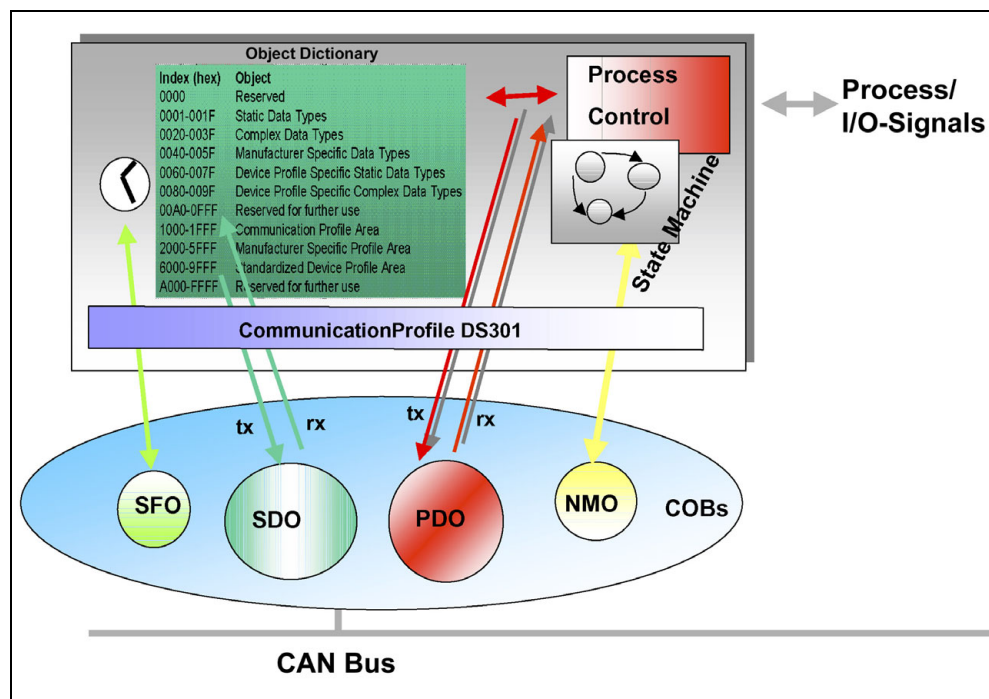 Object Dictionary
Index (hex) Object
0000 Reserved
0001-001F Static Data Types
0020-003F Complex Data Types
0040-005F Manufacturer Specific Data Types
0060-007F Device Profile Specific Static Data Types
0080-009F Device Profile Specific Complex Data Types
00A0-0FFF Reserved for further use
1000-1FFF Communication Profile Area
2000-5FFF Manufacturer Specific Profile Area
6000-9FFF Standardized Device Profile Area
A000-FFFF Reserved for further use
Process
Control
State Machine
Process/
I/O-Signals
CommunicationProfile DS301
tx rx tx rx
SFO SDO PDO NMO COBs
CAN Bus